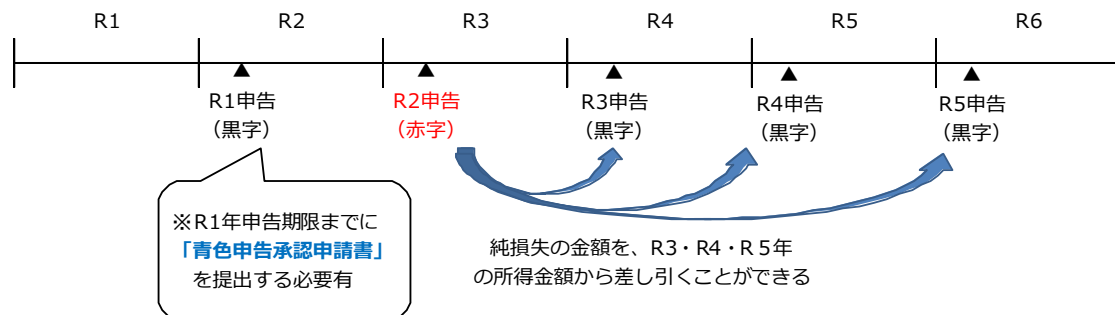 R1 R2 R3 R4 R5 R6
▲ ▲ ▲ ▲ ▲
R1申告 R2申告 R3申告 R4申告 R5申告
（黒字） （赤字） （黒字） （黒字） （黒字）
※R1年申告期限までに
「青色申告承認申請書」
を提出する必要有
純損失の金額を、R3・R4・R５年
の所得金額から差し引くことができる